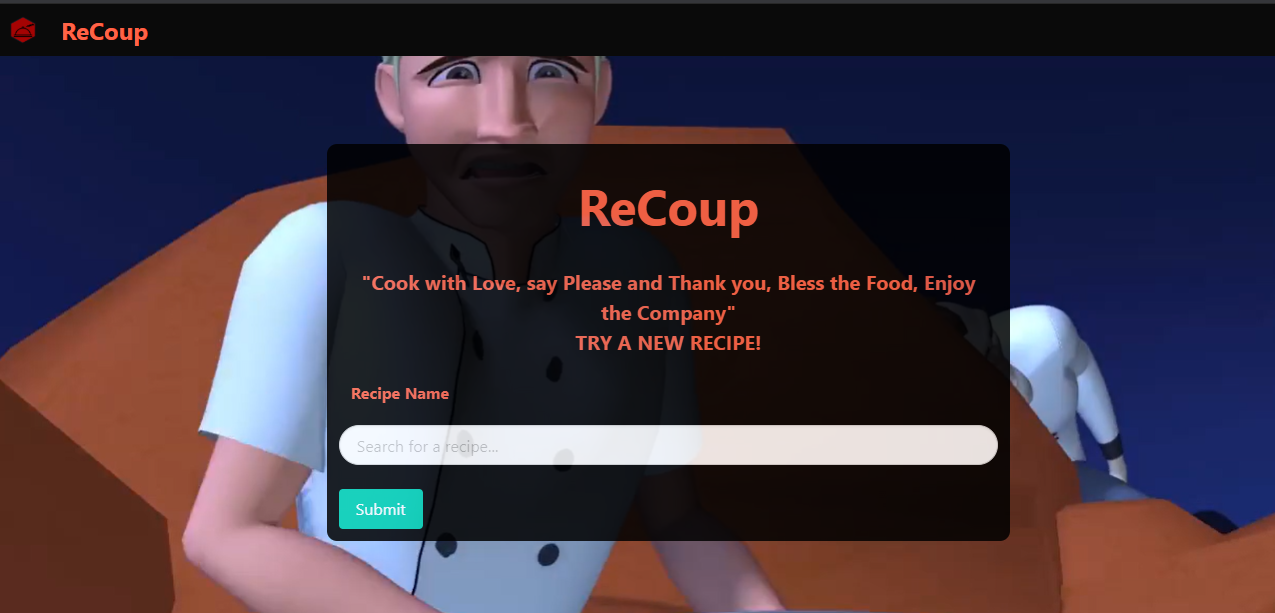 ReCoup
ReCoup
"Cook with Love, say Please and Thank you, Bless the Food, Enjoy
the Company"
TRY A NEW RECIPE!
Recipe Name
Search for a recipe...
Submit